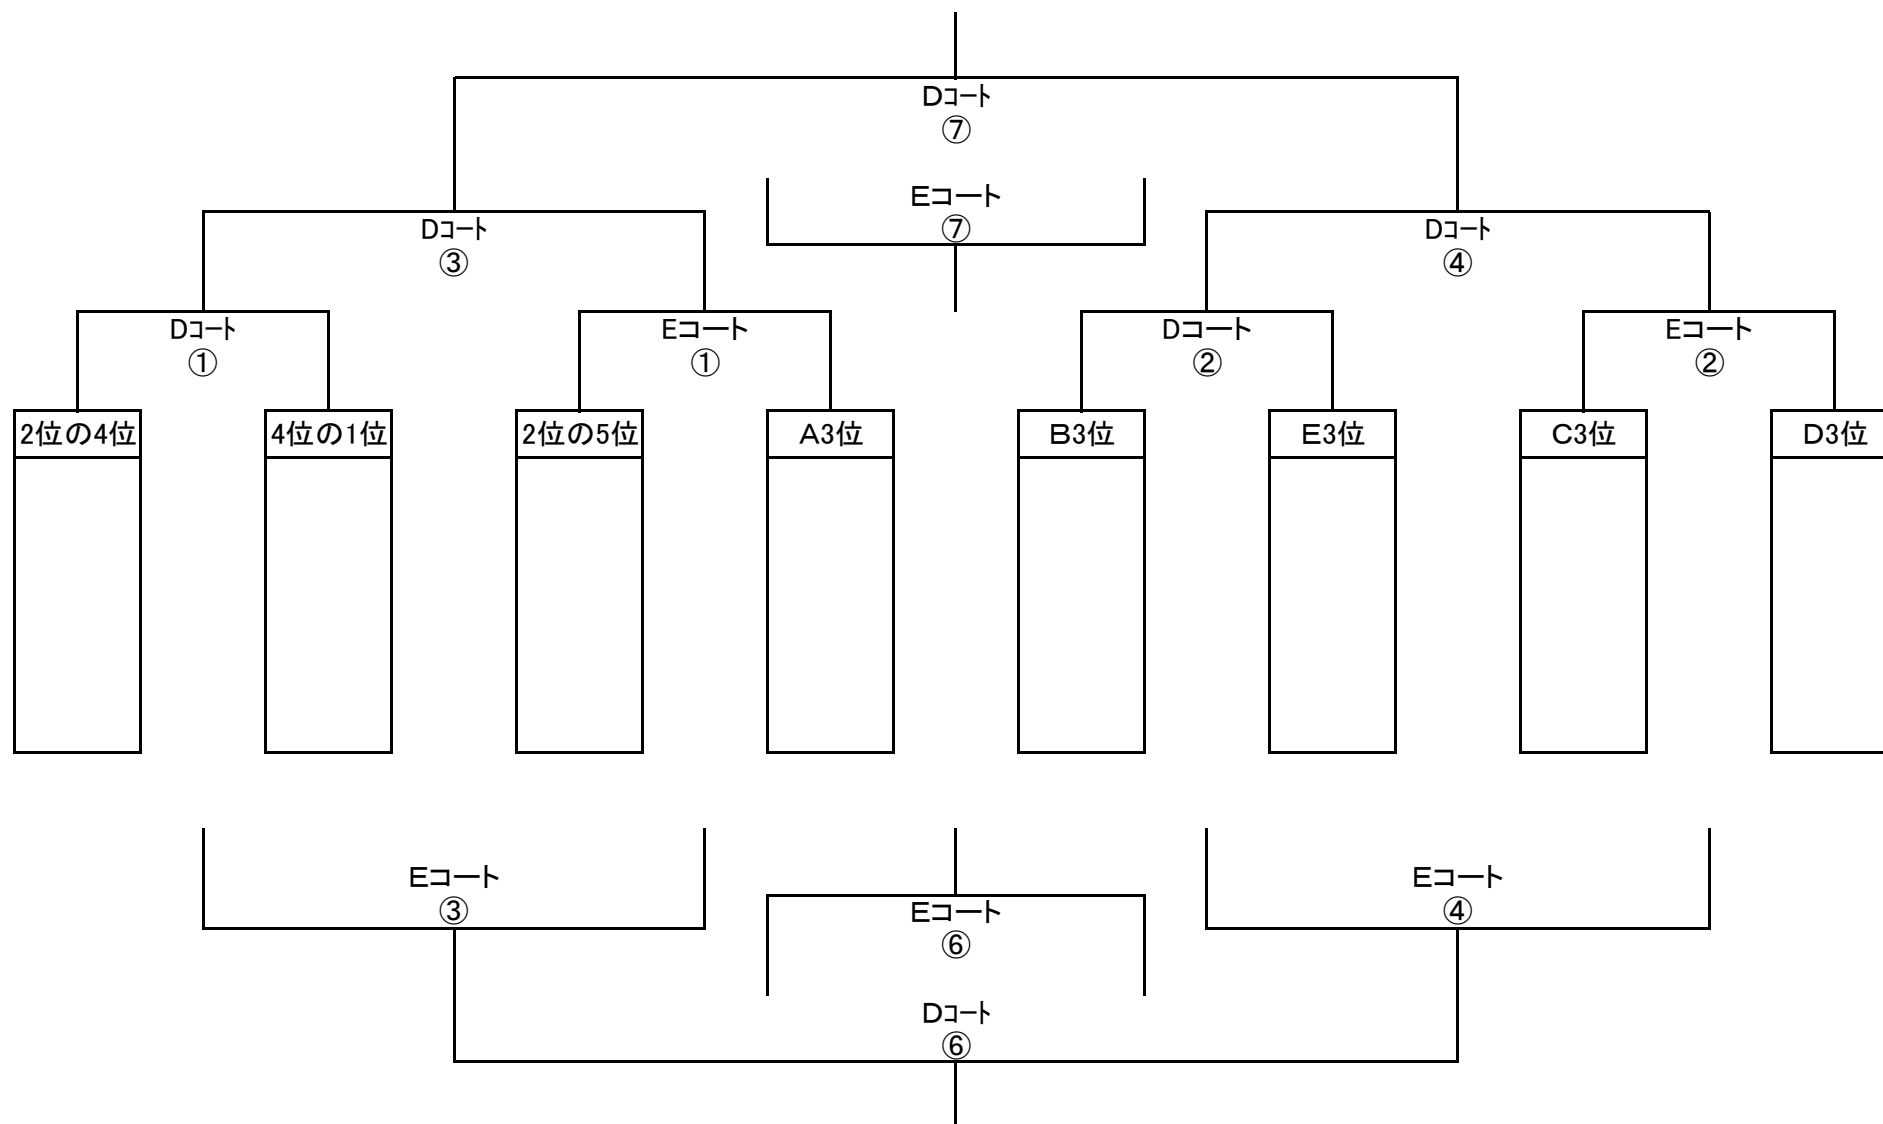 Dコート
⑦
Eコート
⑦
Dコート
③
Dコート
④
Dコート
①
Eコート
①
Dコート
②
Eコート
②
2位の4位
4位の1位
2位の5位
A3位
B3位
E3位
C3位
D3位
Eコート
③
Eコート
⑥
Eコート
④
Dコート
⑥